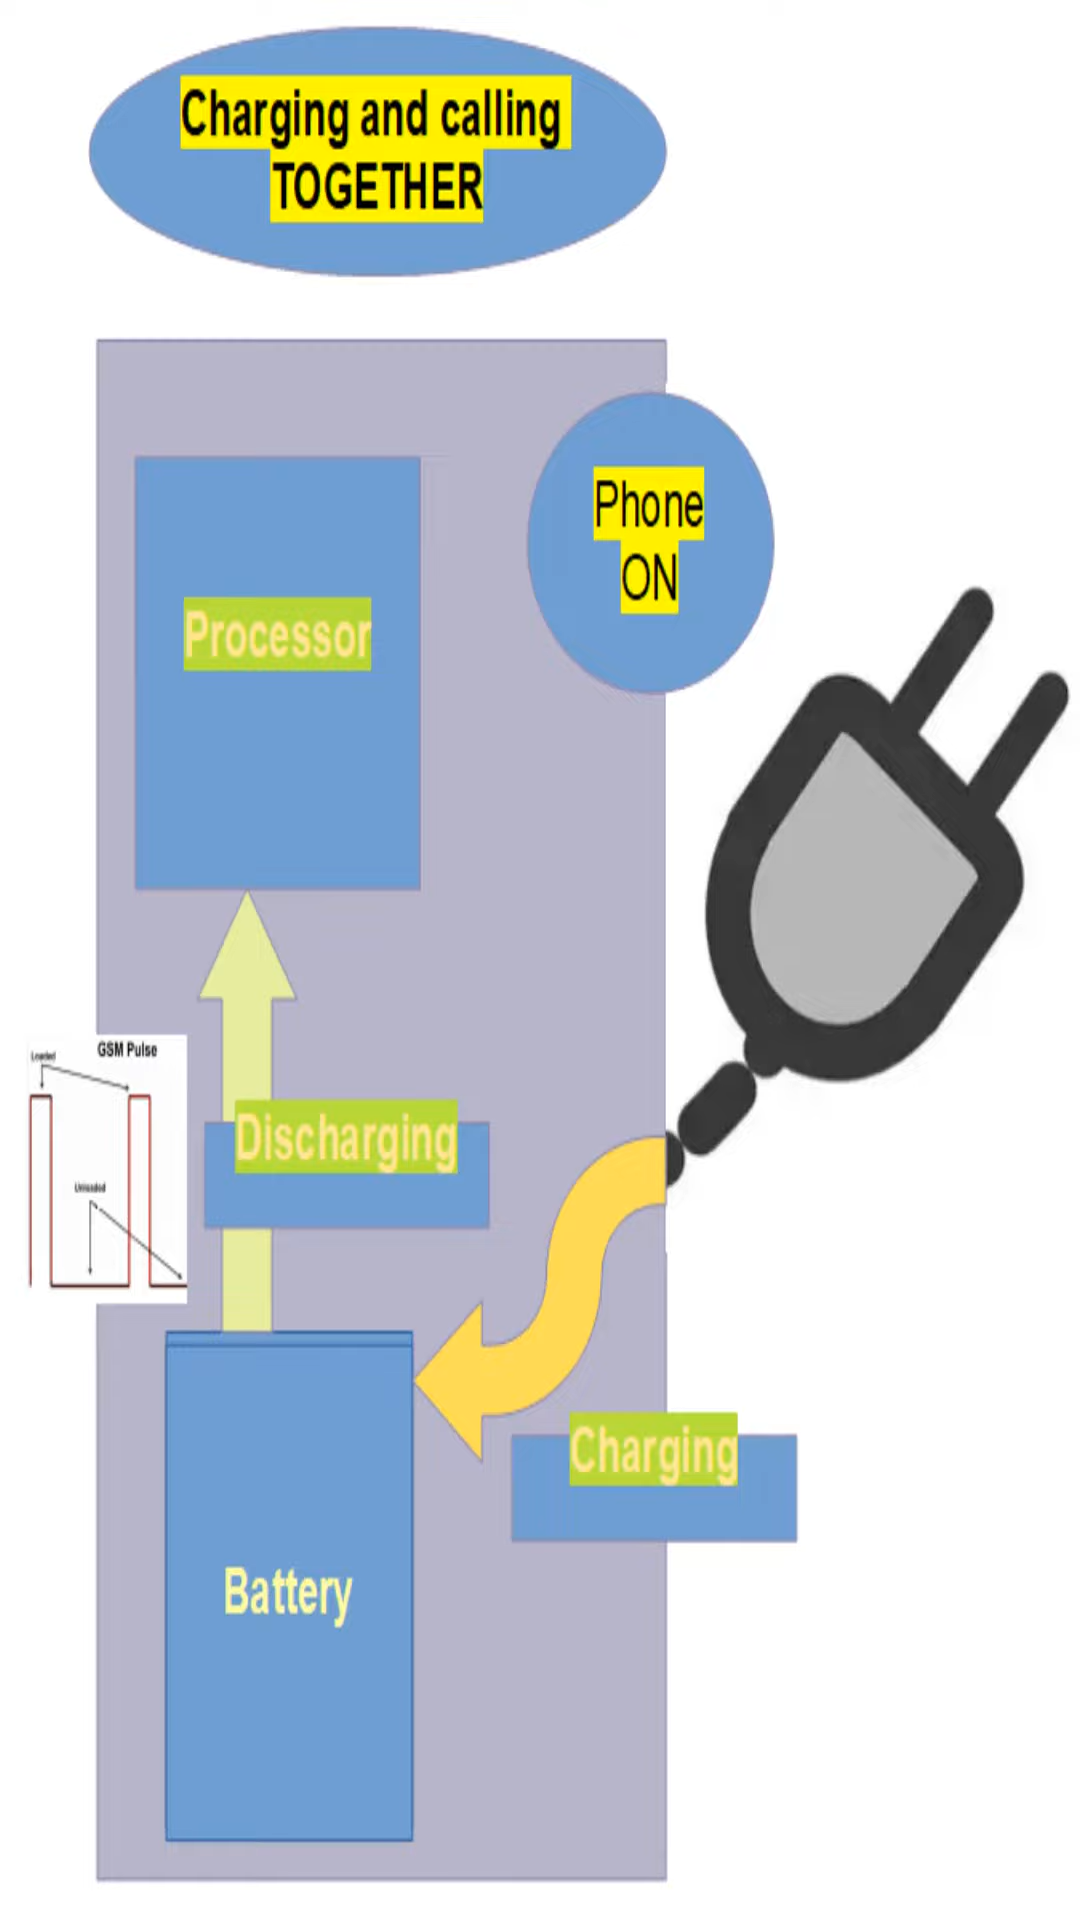 Charging and calling
TOGETHER
Phone
ON
Processor
GSM Pulse
Loaded
Discharging
Unloaded
Charging
Battery